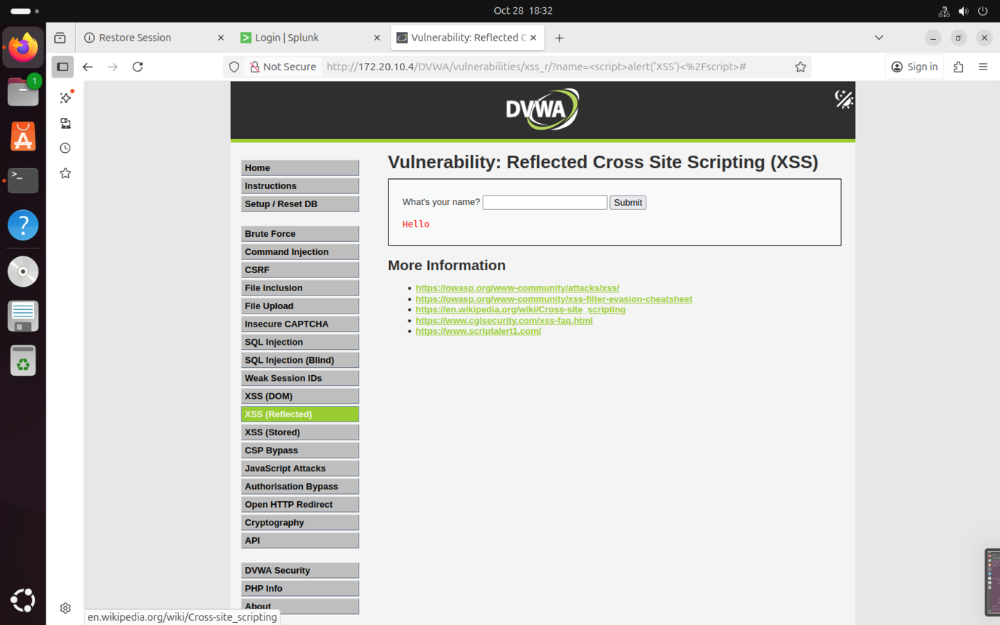 Oct 28 18:32
Restore Session
Login | Splunk
Vulnerability: Reflected C
1
Not Secure
http://172.20.10.4/DVWA/vulnerabilities/xss_r/?name=<script>alert('XSS')<%2Fscript>#
Sign in
DVWA
Home
Instructions
Setup / Reset DB
Brute Force
Command Injection
CSRF
File Inclusion
File Upload
Insecure CAPTCHA
SQL Injection
SQL Injection (Blind)
Weak Session IDs
XSS (DOM)
XSS (Reflected)
XSS (Stored)
CSP Bypass
JavaScript Attacks
Authorisation Bypass
Open HTTP Redirect
Cryptography
API
DVWA Security
PHP Info
About
Vulnerability: Reflected Cross Site Scripting (XSS)
What's your name? Submit
Hello
More Information
https://owasp.org/www-community/attacks/xss/
https://owasp.org/www-community/xss-filter-evasion-cheatsheet
https://en.wikipedia.org/wiki/Cross-site_scripting
https://www.cgisecurity.com/xss-faq.html
https://www.scriptalert1.com/
en.wikipedia.org/wiki/Cross-site_scripting